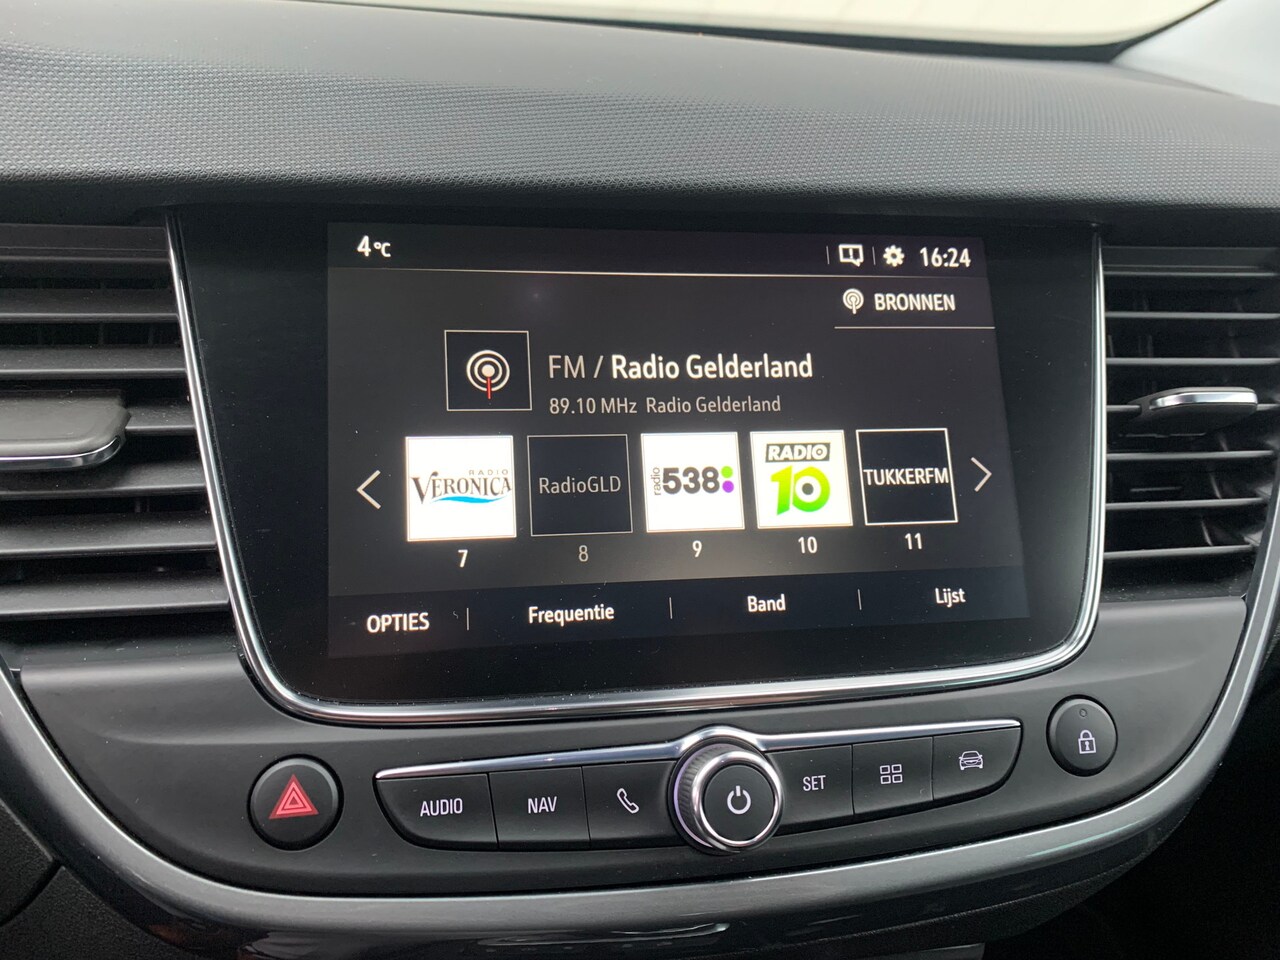 4°C
16:24
BRONNEN
FM / Radio Gelderland
89.10 MHz Radio Gelderland
RADIO
VERONICA
RadioGLD
radio
538
RADIO
10
TUKKERFM
7 8 9 10 11
OPTIES Frequentie Band Lijst
AUDIO NAV SET